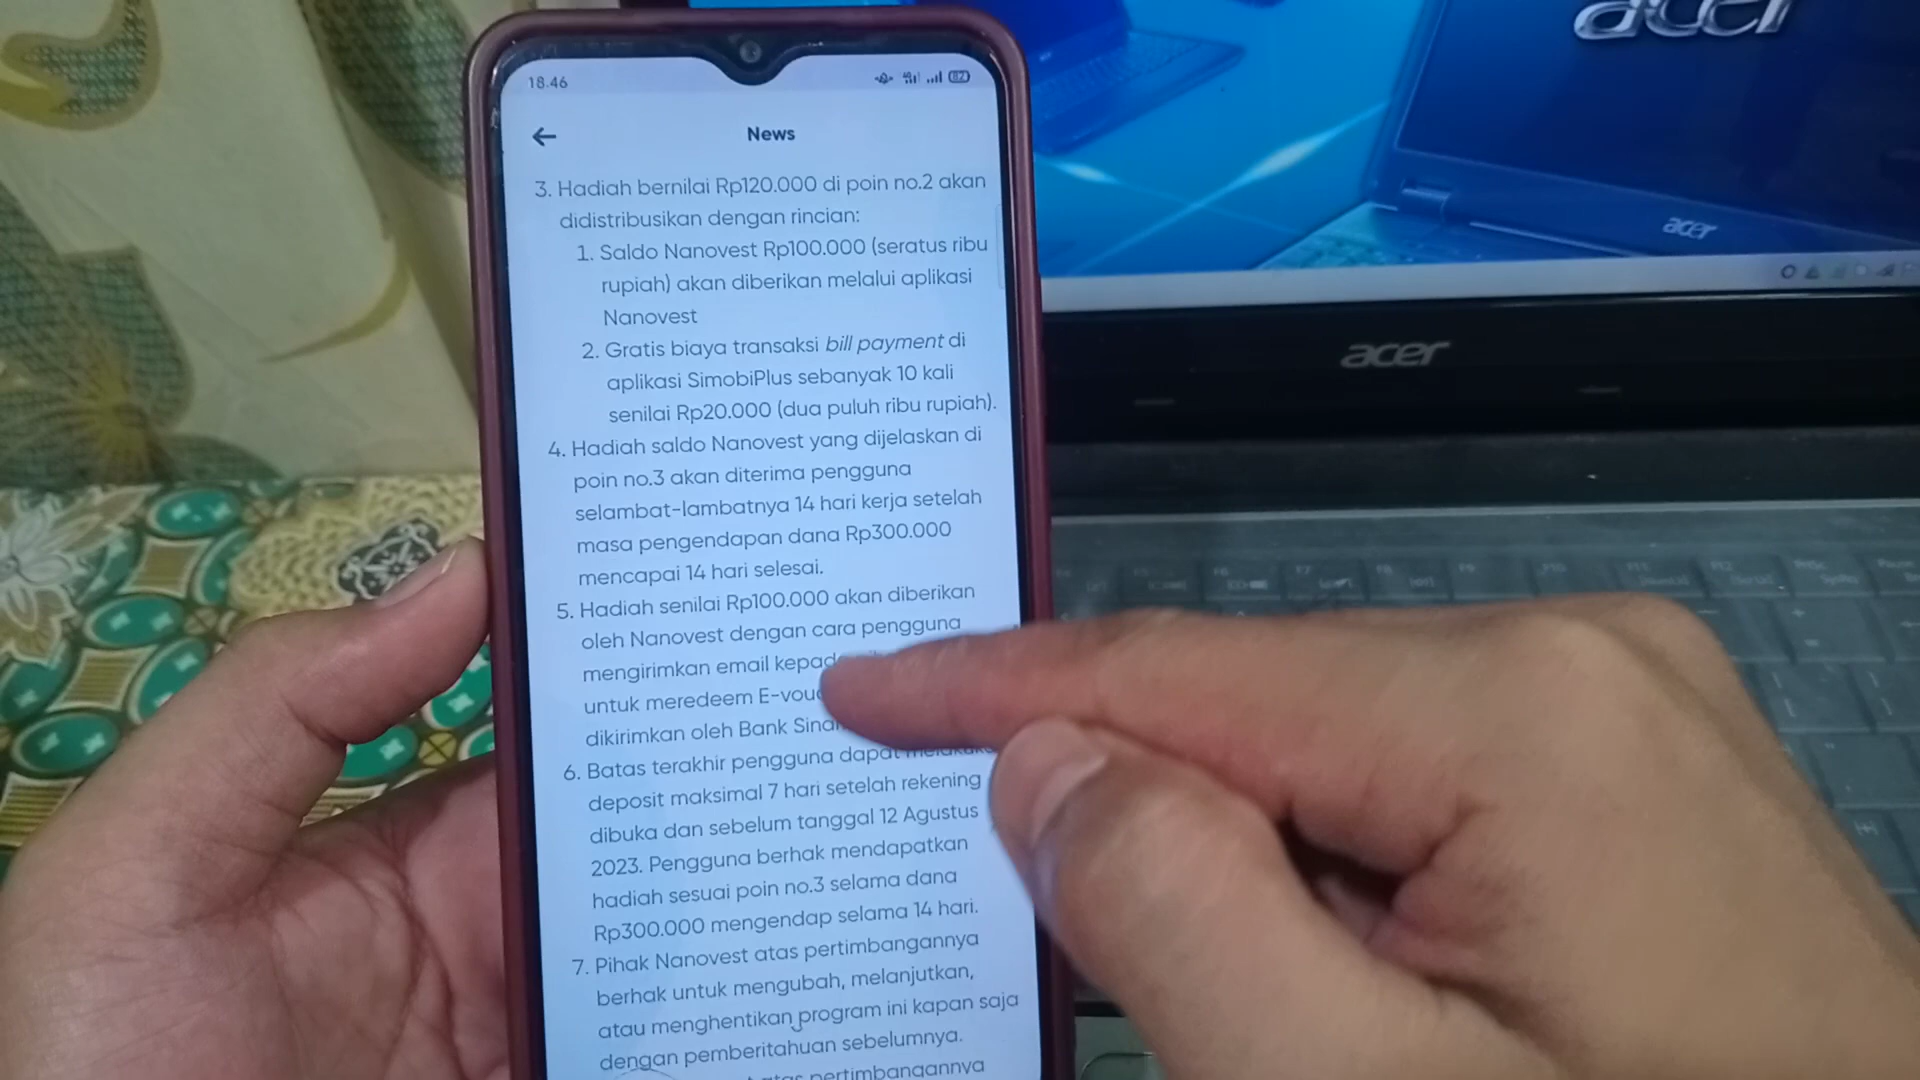 acer
18.46
82
News
acer
3. Hadiah bernilai Rp120.000 di poin no.2 akan
didistribusikan dengan rincian:
1. Saldo Nanovest Rp100.000 (seratus ribu
rupiah) akan diberikan melalui aplikasi
Nanovest
2. Gratis biaya transaksi bill payment di
aplikasi SimobiPlus sebanyak 10 kali
senilai Rp20.000 (dua puluh ribu rupiah).
acer
4. Hadiah saldo Nanovest yang dijelaskan di
poin no.3 akan diterima pengguna
selambat-lambatnya 14 hari kerja setelah
masa pengendapan dana Rp300.000
mencapai 14 hari selesai.
5. Hadiah senilai Rp100.000 akan diberikan
oleh Nanovest dengan cara pengguna
mengirimkan email
untuk meredeem
dikirimkan oleh Bank
6. Batas terakhir pengguna dapat
deposit maksimal 7 hari setelah rekening
dibuka dan sebelum tanggal 12 Agustus
2023. Pengguna berhak mendapatkan
hadiah sesuai poin no.3 selama dana
Rp300.000 mengendap selama 14 hari.
7. Pihak Nanovest atas pertimbangannya
berhak untuk mengubah, melanjutkan,
atau menghentikan program ini kapan saja
dengan pemberitahuan sebelumnya.
pertimbangannya